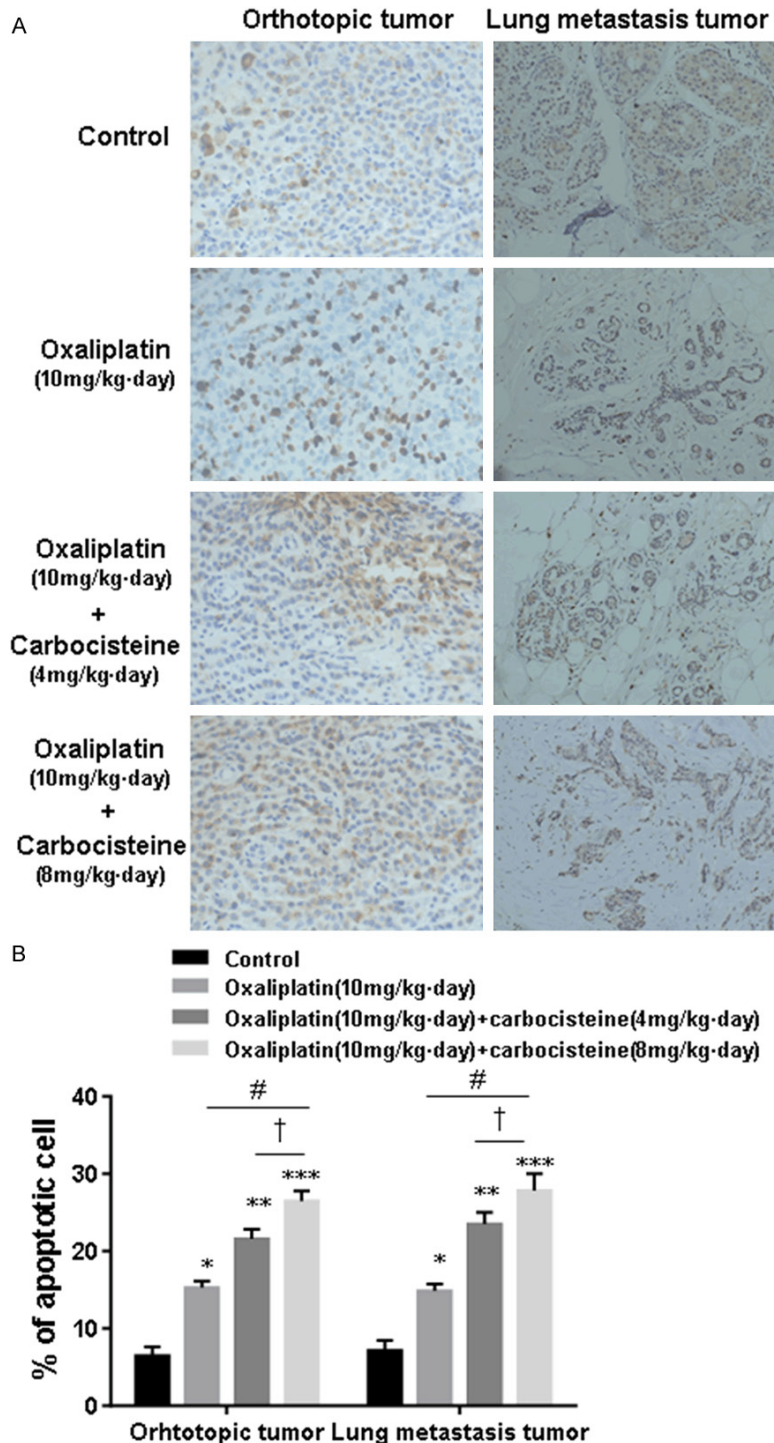 A
Orthotopic tumor Lung metastasis tumor
Control
Oxaliplatin
(10mg/kg·day)
Oxaliplatin
(10mg/kg·day)
+
Carbocisteine
(4mg/kg·day)
Oxaliplatin
(10mg/kg·day)
+
Carbocisteine
(8mg/kg·day)
B
Control
Oxaliplatin(10mg/kg·day)
Oxaliplatin(10mg/kg·day)+carbocisteine(4mg/kg·day)
Oxaliplatin(10mg/kg·day)+carbocisteine(8mg/kg·day)
% of apoptotic cell
40
30
20
10
0
# #
† †
* ** *** * ** ***
Orhtotopic tumor Lung metastasis tumor